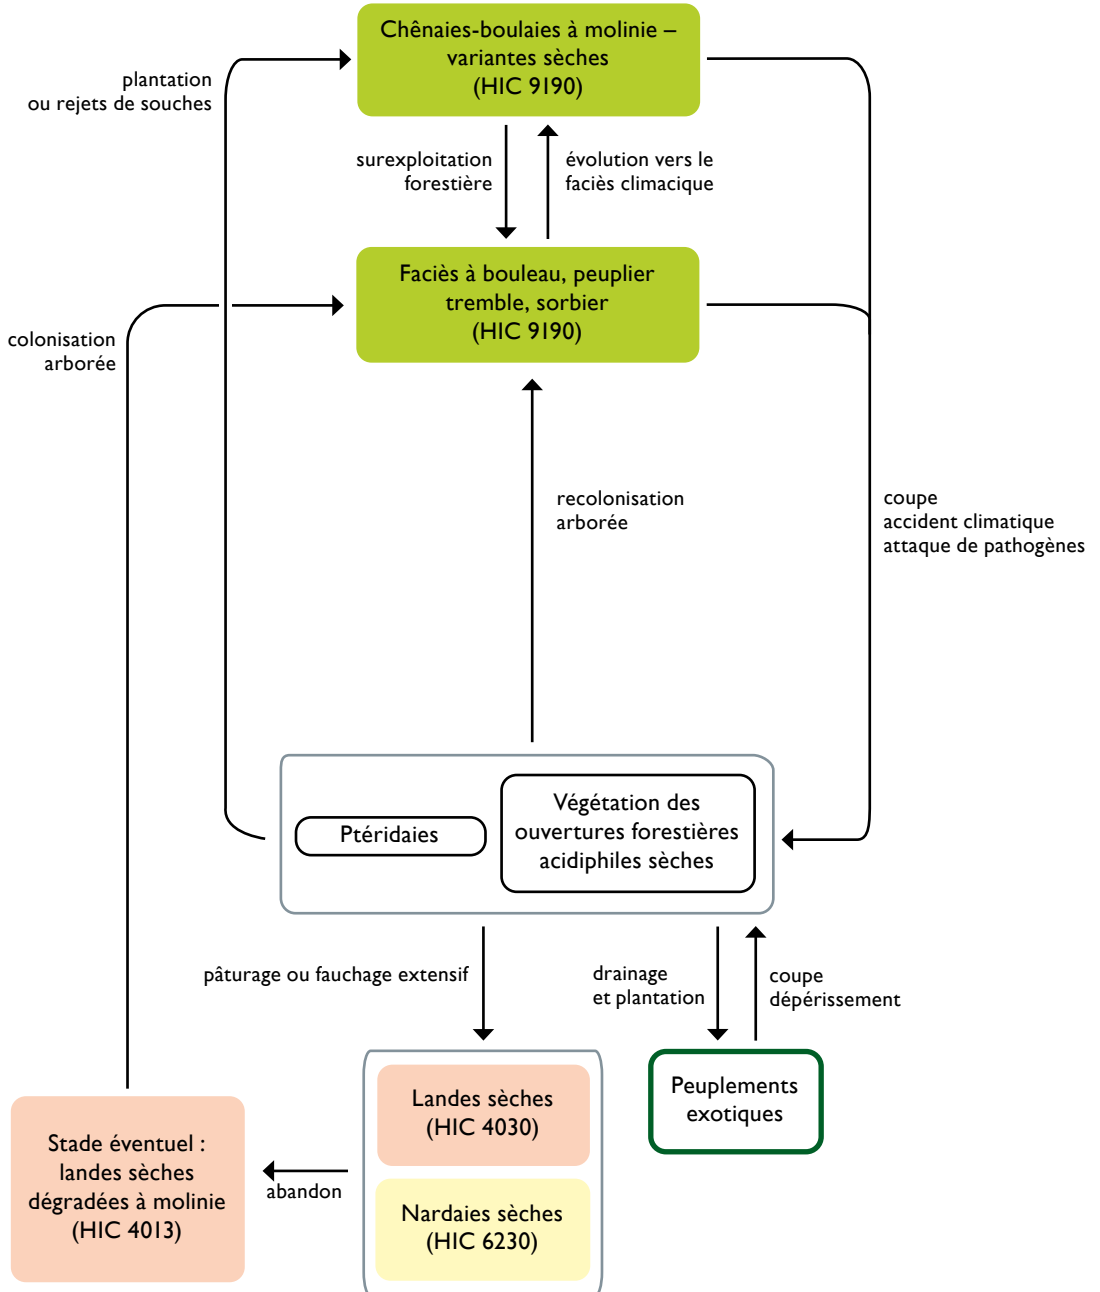 Chênaies-boulaies à molinie –
variantes sèches
(HIC 9190)
plantation
ou rejets de souches
surexploitation
forestière
évolution vers le
faciès climacique
Faciès à bouleau, peuplier
tremble, sorbier
(HIC 9190)
colonisation
arborée
recolonisation
arborée
coupe
accident climatique
attaque de pathogènes
Ptéridaies
Végétation des
ouvertures forestières
acidiphiles sèches
pâturage ou fauchage extensif
drainage
et plantation
coupe
dépérissement
Landes sèches
(HIC 4030)
Peuplements
exotiques
Stade éventuel :
landes sèches
dégradées à molinie
(HIC 4013)
abandon
Nardaies sèches
(HIC 6230)